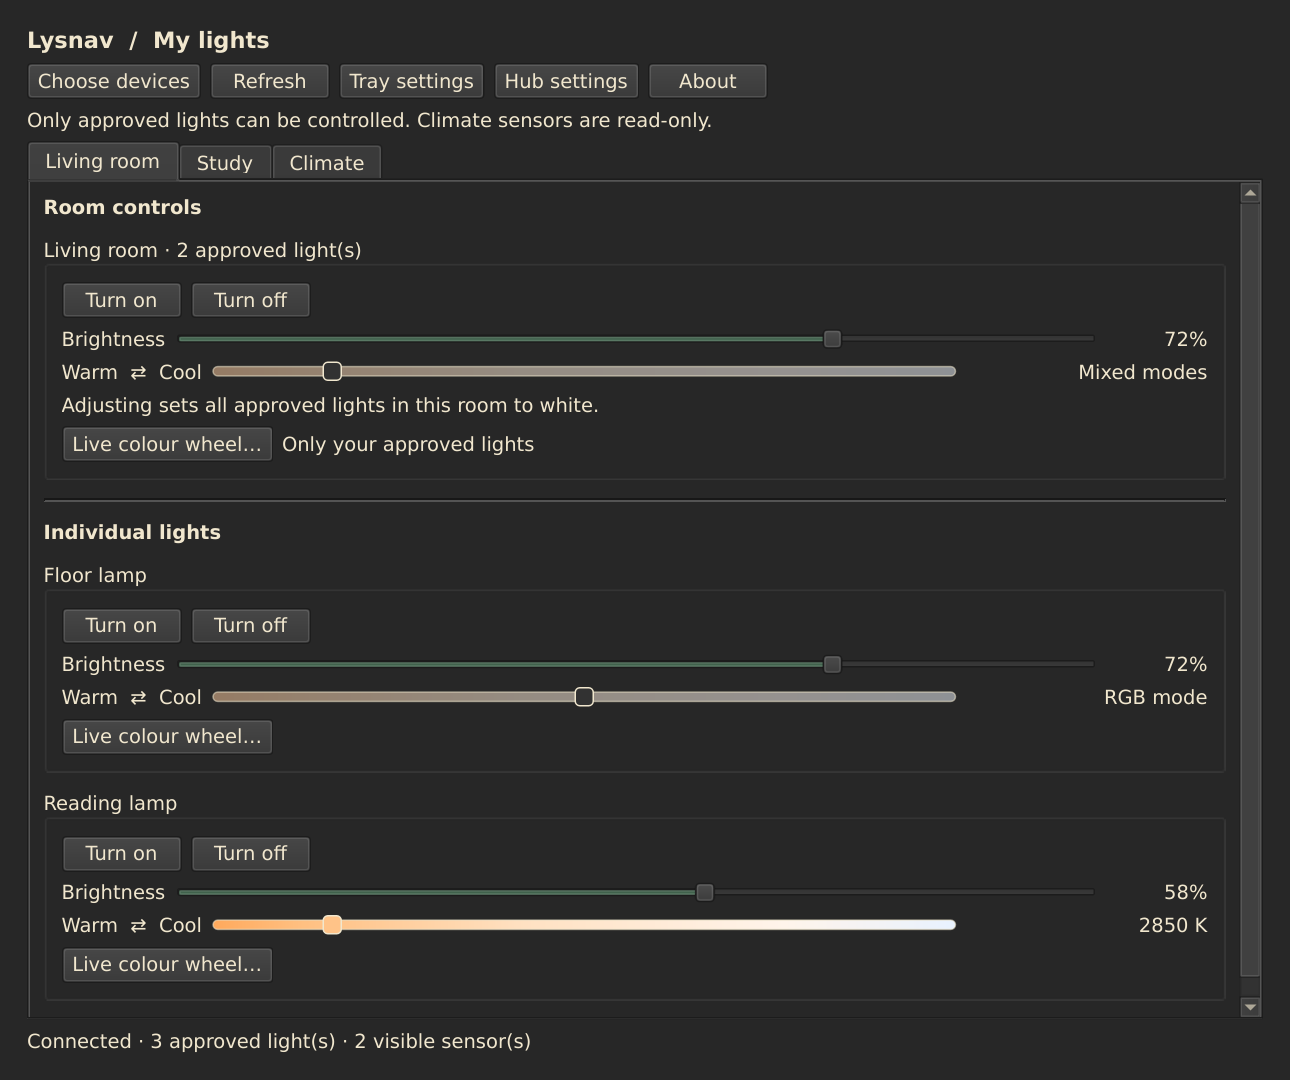 Lysnav / My lights
Choose devices Refresh Tray settings Hub settings About
Only approved lights can be controlled. Climate sensors are read-only.
Living room Study Climate
Room controls
Living room · 2 approved light(s)
Turn on Turn off
Brightness 72%
Warm ⇄ Cool Mixed modes
Adjusting sets all approved lights in this room to white.
Live colour wheel... Only your approved lights
Individual lights
Floor lamp
Turn on Turn off
Brightness 72%
Warm ⇄ Cool RGB mode
Live colour wheel...
Reading lamp
Turn on Turn off
Brightness 58%
Warm ⇄ Cool 2850 K
Live colour wheel...
Connected · 3 approved light(s) · 2 visible sensor(s)